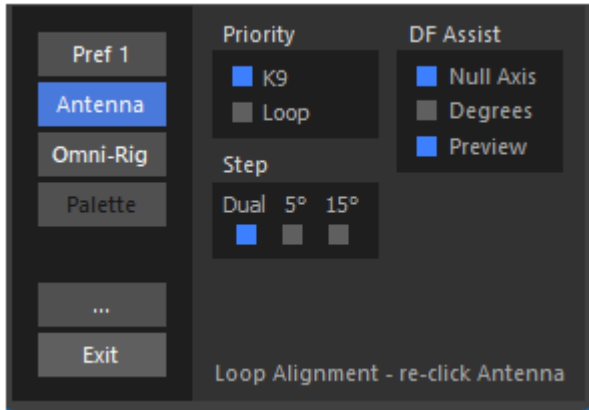 Pref 1
Antenna
Omni-Rig
Palette
...
Exit
Priority
K9
Loop
Step
Dual 5° 15°
DF Assist
Null Axis
Degrees
Preview
Loop Alignment - re-click Antenna